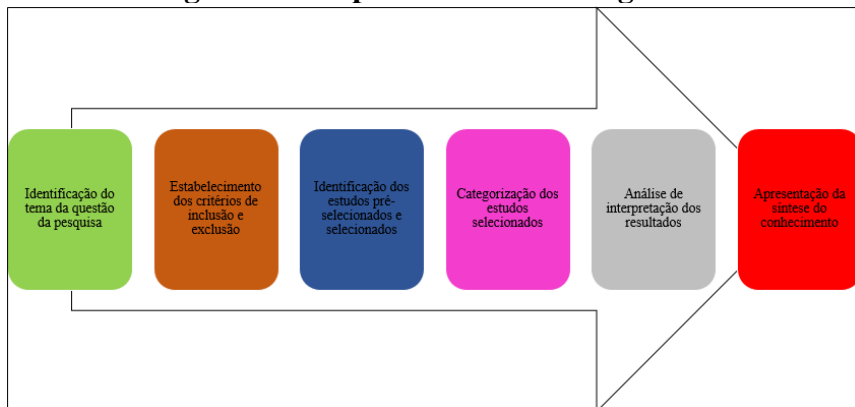 Identificação do
tema da questão
da pesquisa
Estabelecimento
dos critérios de
inclusão e
exclusão
Identificação dos
estudos pré-
selecionados e
selecionados
Categorização dos
estudos
selecionados
Análise de
interpretação dos
resultados
Apresentação da
síntese do
conhecimento